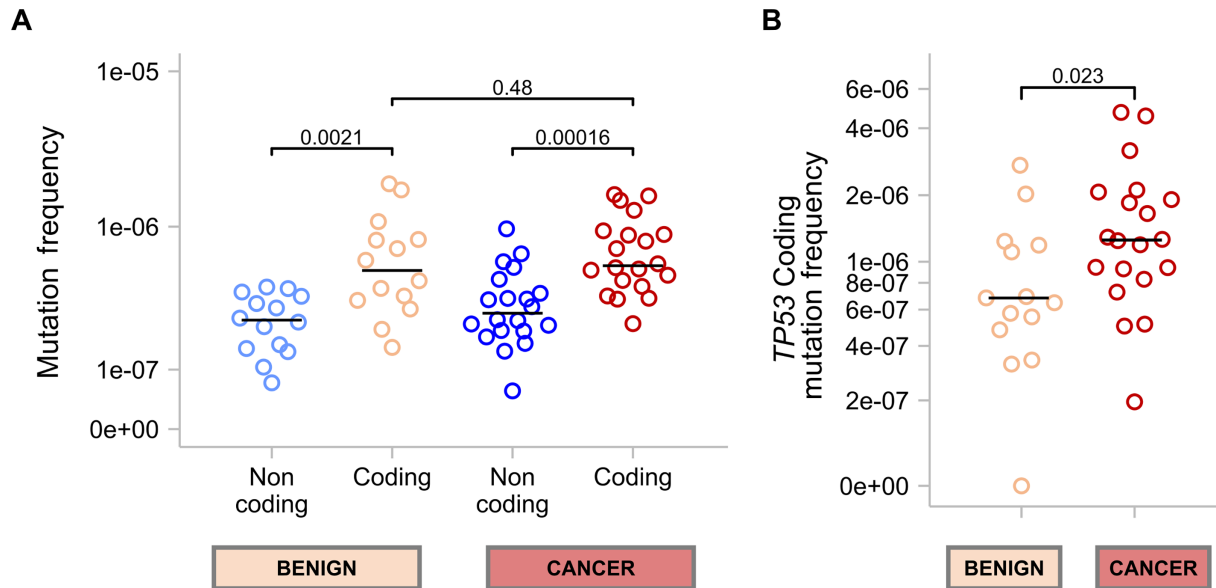 A
Mutation frequency
1e-05
1e-06
1e-07
0e+00
0.48
0.0021
0.00016
Non
coding
Coding
Non
coding
Coding
BENIGN
CANCER
B
TP53 Coding
mutation frequency
6e-06
4e-06
2e-06
1e-06
8e-07
6e-07
4e-07
2e-07
0e+00
0.023
BENIGN
CANCER